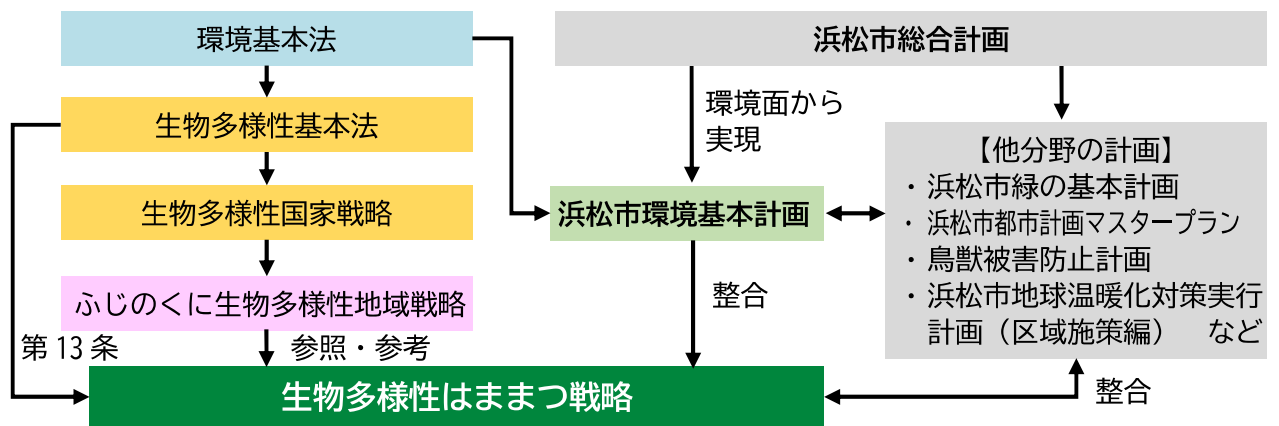 環境基本法
生物多様性基本法
生物多様性国家戦略
ふじのくに生物多様性地域戦略
第 13 条
参照・参考
生物多様性はままつ戦略
浜松市総合計画
環境面から
実現
浜松市環境基本計画
整合
【他分野の計画】
・浜松市緑の基本計画
・浜松市都市計画マスタープラン
・鳥獣被害防止計画
・浜松市地球温暖化対策実行
計画（区域施策編）　など
整合